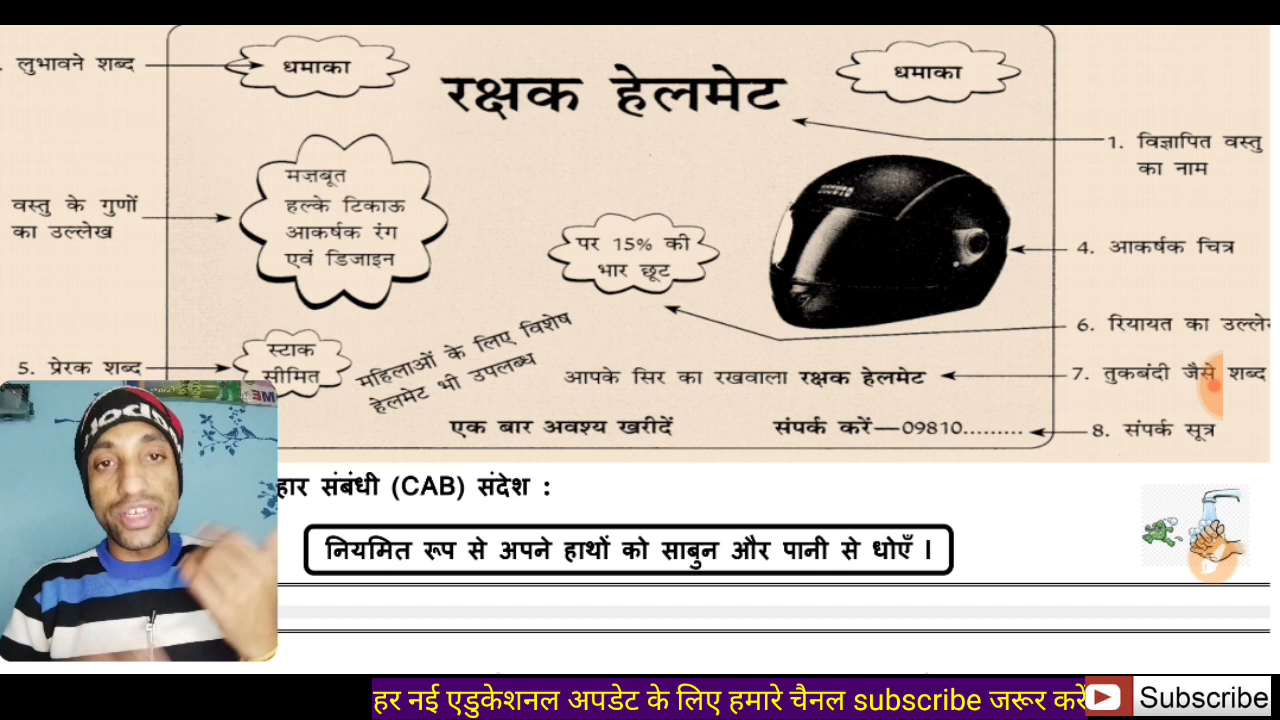 लुभावने शब्द
धमाका
रक्षक हेलमेट
धमाका
1. विज्ञापित वस्तु
का नाम
मज़बूत
हल्के टिकाऊ
आकर्षक रंग
एवं डिजाइन
वस्तु के गुणों
का उल्लेख
पर 15% की
भार छूट
4. आकर्षक चित्र
6. रियायत का
5. प्रेरक शब्द
स्टाक
सीमित
महिलाओं के लिए विशेष
हेलमेट भी उपलब्ध
आपके सिर का रखवाला रक्षक हेलमेट
7. तुकबंदी जैसे शब्द
एक बार अवश्य खरीदें
संपर्क करें—09810.........
8. संपर्क सूत्र
संबंधी (CAB) संदेश :
नियमित रूप से अपने हाथों को साबुन और पानी से धोएँ ।
हर नई एडुकेशनल अपडेट के लिए हमारे चैनल subscribe जरूर करें
Subscribe